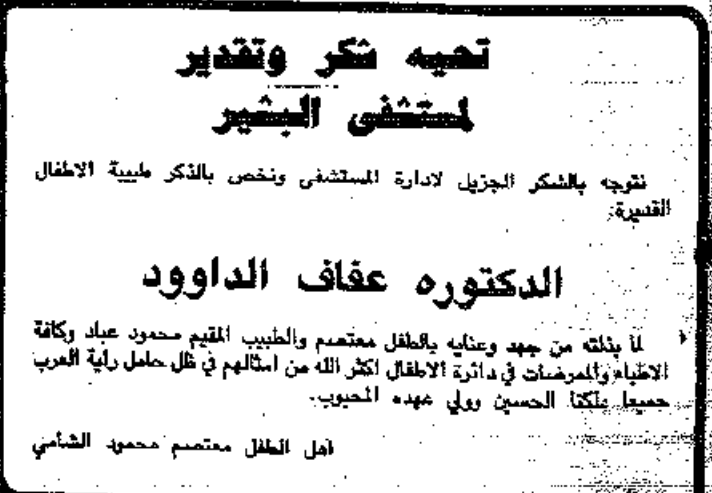 تحيه شكر وتقدير
لمستشفى البشير
نتوجه بالشكر الجزيل لادارة المستشفى ونخص بالذكر طبيبة الاطفال
القديرة:
الدكتوره عفاف الداوود
لما بذلته من جهد وعنايه بالطفل معتصم والطبيب المقيم محمود عباد وكافة
الاطباء والممرضات في دائرة الاطفال اكثر الله من امثالهم في ظل حامل راية العرب
جميعا ملكنا الحسين وولي عهده المحبوب.
اهل الطفل معتصم محمود الشامي